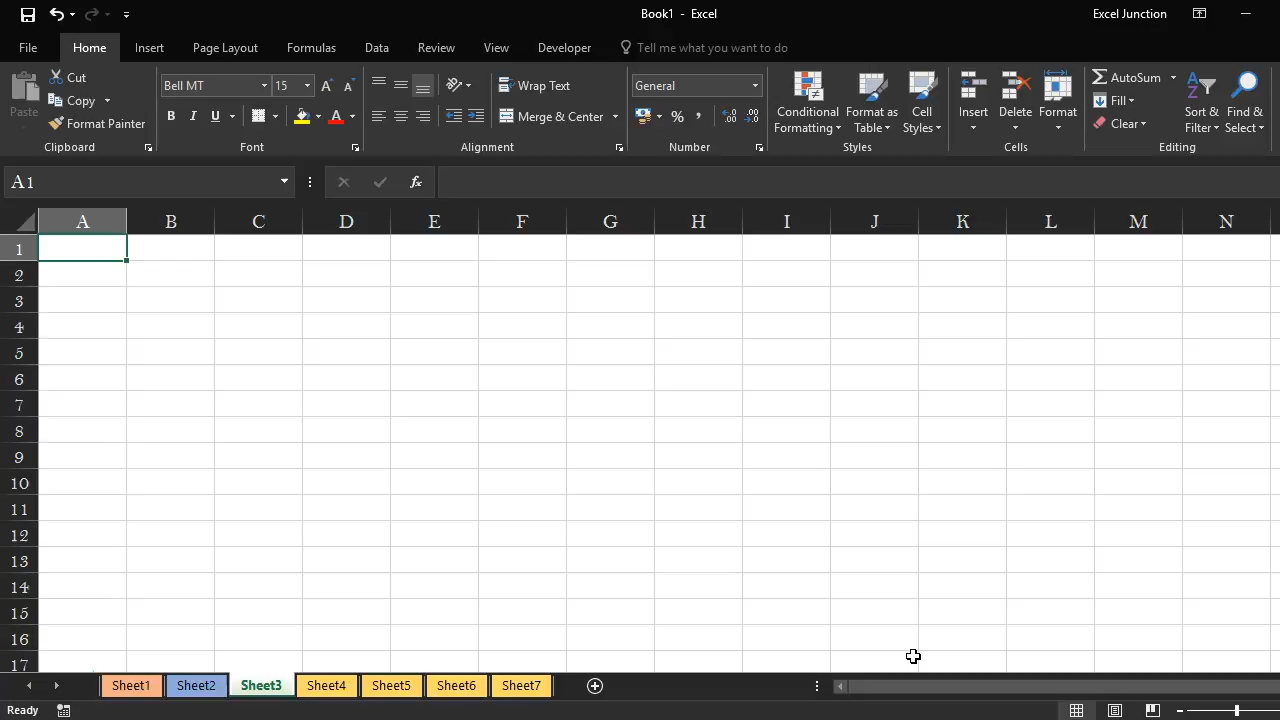 Book1 - Excel
Excel Junction
File Home Insert Page Layout Formulas Data Review View Developer Tell me what you want to do
Paste
Cut
Copy
Format Painter
Clipboard
Bell MT 15 A A
B I U A
Font
ab
Wrap Text
Merge & Center
Alignment
General
% , .00 .0
Number
Conditional Formatting
Format as Table
Cell Styles
Styles
Insert
Delete
Format
Cells
AutoSum
Fill
Clear
Sort & Filter
Find & Select
Editing
A1
fx
A B C D E F G H I J K L M N
1
2
3
4
5
6
7
8
9
10
11
12
13
14
15
16
17
Sheet1 Sheet2 Sheet3 Sheet4 Sheet5 Sheet6 Sheet7
Ready